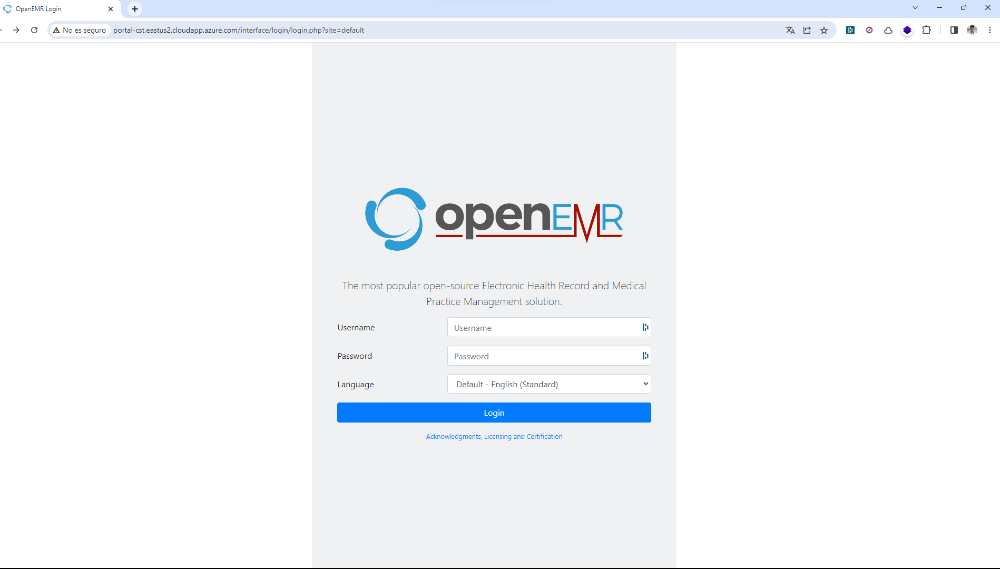 OpenEMR Login
No es seguro
portal-cst.eastus2.cloudapp.azure.com/interface/login/login.php?site=default
openEMR
The most popular open-source Electronic Health Record and Medical
Practice Management solution.
Username
Username
Password
Password
Language
Default - English (Standard)
Login
Acknowledgments, Licensing and Certification